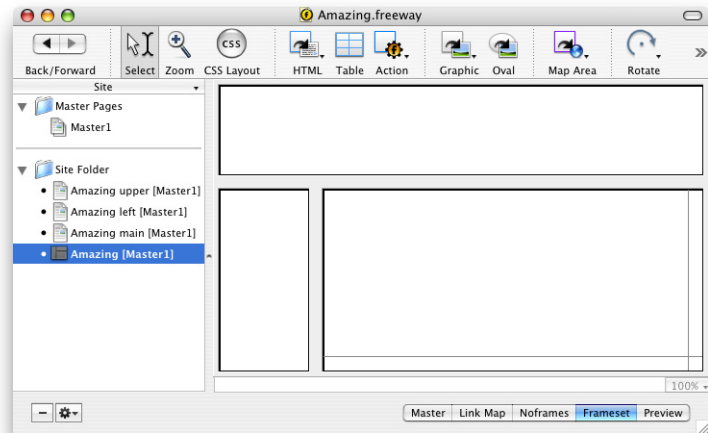 Amazing.freeway
Back/Forward Select Zoom CSS Layout HTML Table Action Graphic Oval Map Area Rotate
css
Site
Master Pages
Master1
Site Folder
Amazing upper [Master1]
Amazing left [Master1]
Amazing main [Master1]
Amazing [Master1]
100%
Master Link Map Noframes Frameset Preview